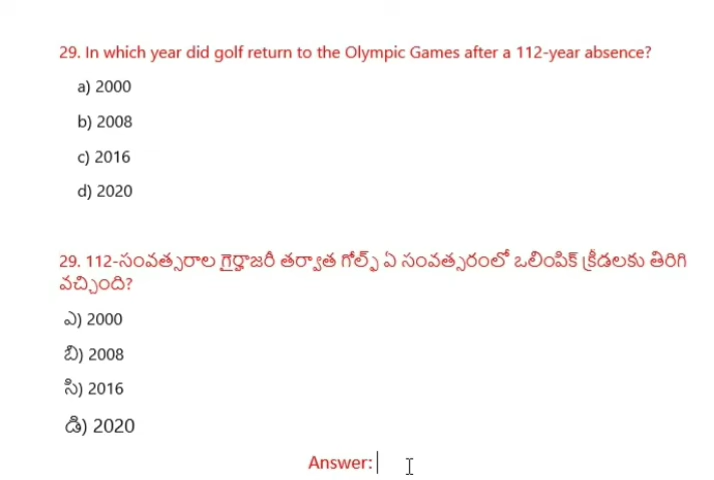 29. In which year did golf return to the Olympic Games after a 112-year absence?
a) 2000
b) 2008
c) 2016
d) 2020
29. 112-సంవత్సరాల గైర్హాజరీ తర్వాత గోల్ఫ్ ఏ సంవత్సరంలో ఒలింపిక్ క్రీడలకు తిరిగి
వచ్చింది?
ఎ) 2000
బి) 2008
సి) 2016
డి) 2020
Answer: